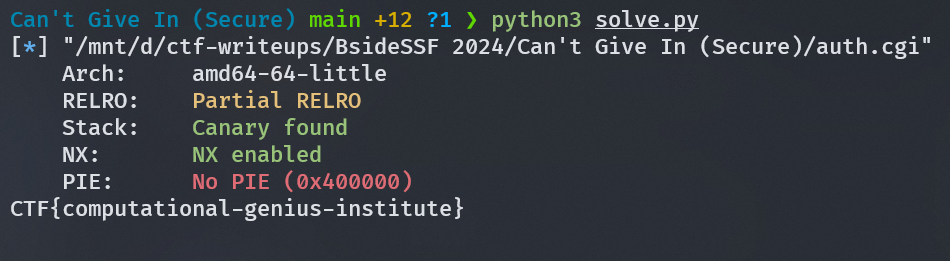 Can't Give In (Secure) main +12 ?1 ❯ python3 solve.py
[*] "/mnt/d/ctf-writeups/BsideSSF 2024/Can't Give In (Secure)/auth.cgi"
Arch: amd64-64-little
RELRO: Partial RELRO
Stack: Canary found
NX: NX enabled
PIE: No PIE (0x400000)
CTF{computational-genius-institute}